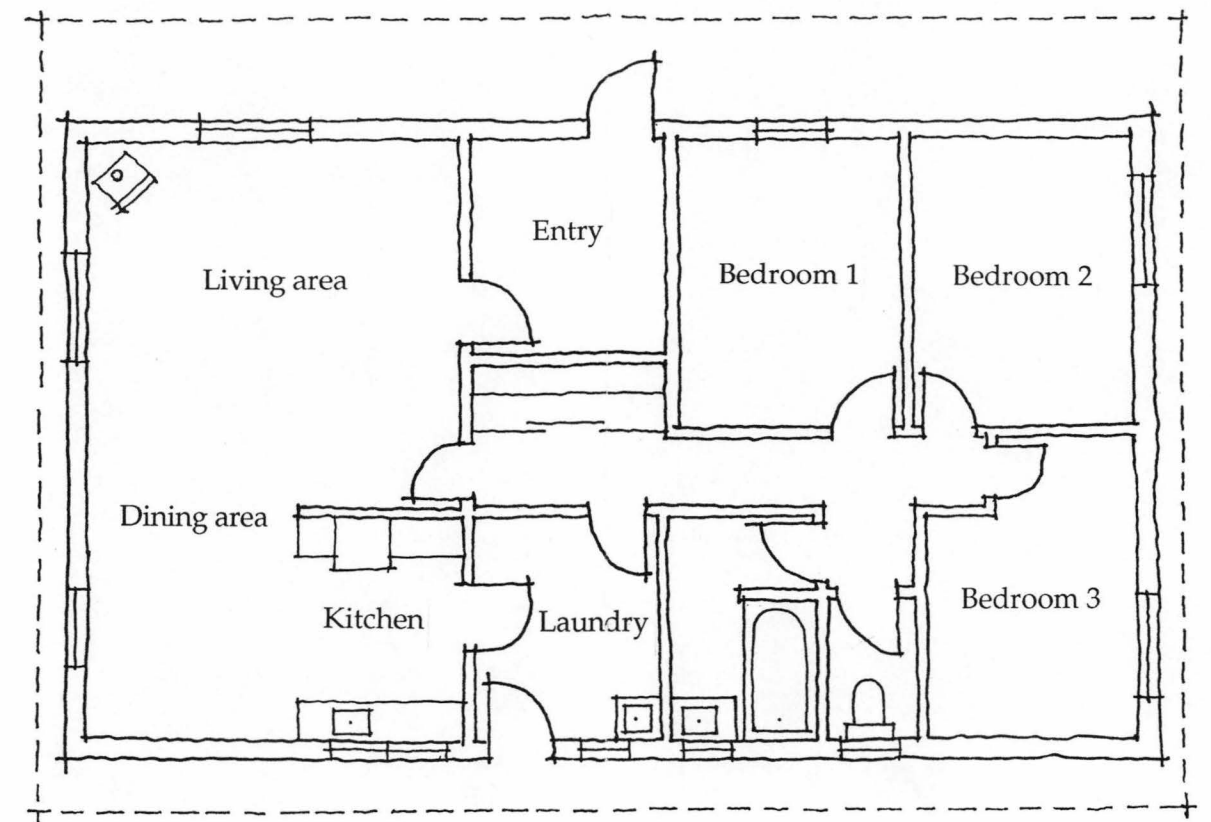 Entry
Living area
Bedroom 1
Bedroom 2
Dining area
Kitchen
Laundry
Bedroom 3